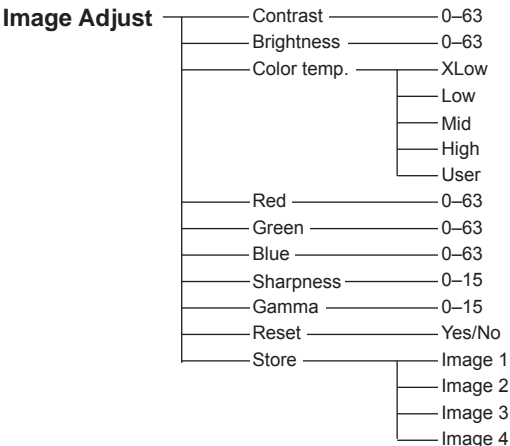 Image Adjust Contrast 0–63
Brightness 0–63
Color temp. XLow
Low
Mid
High
User
Red 0–63
Green 0–63
Blue 0–63
Sharpness 0–15
Gamma 0–15
Reset Yes/No
Store Image 1
Image 2
Image 3
Image 4